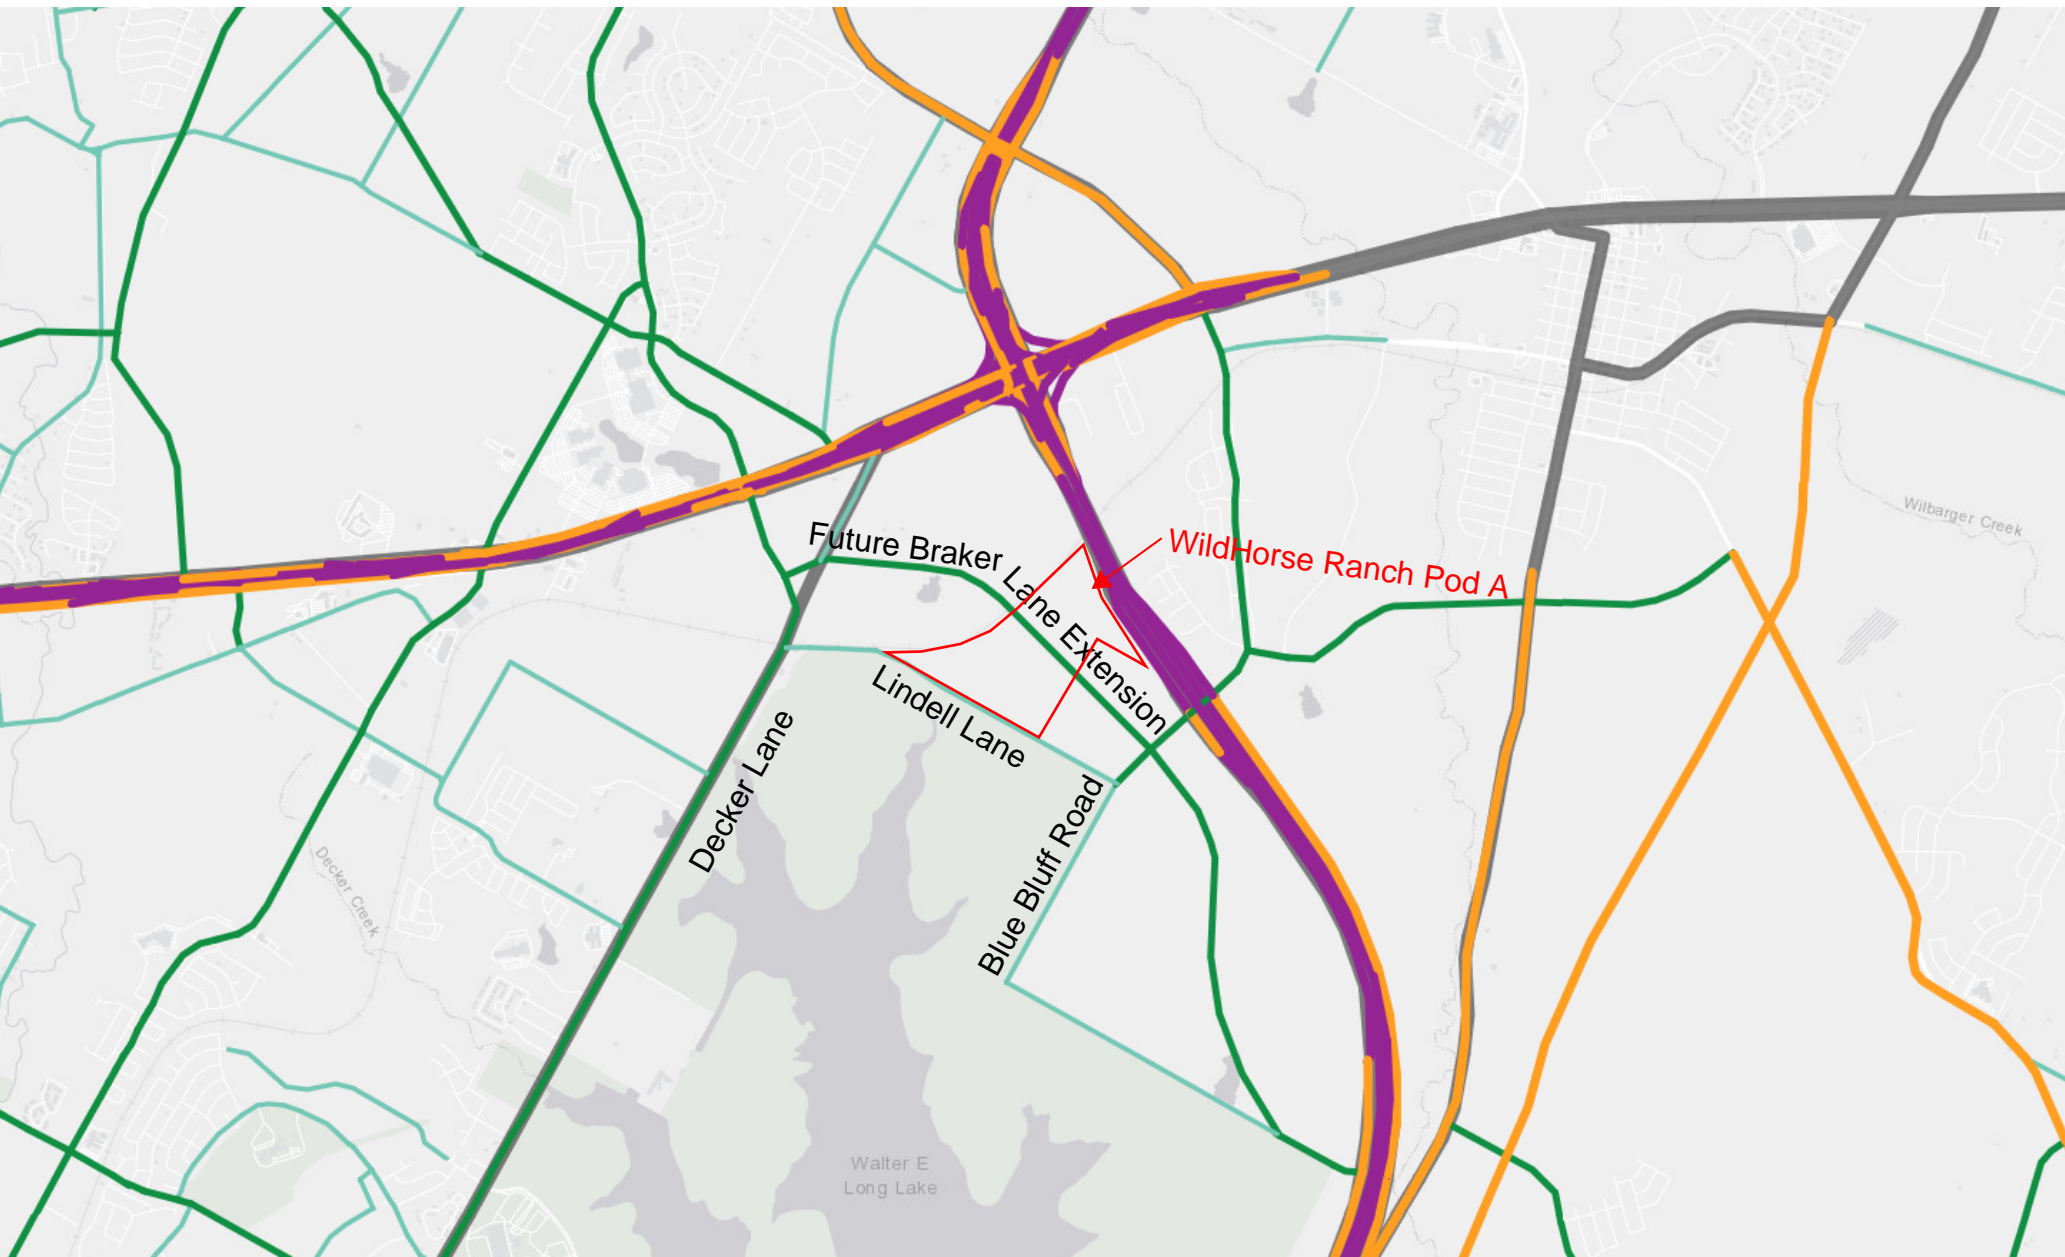 Wilbarger Creek
Future Braker Lane Extension
WildHorse Ranch Pod A
Lindell Lane
Decker Lane
Blue Bluff Road
Decker Creek
Walter E
Long Lake